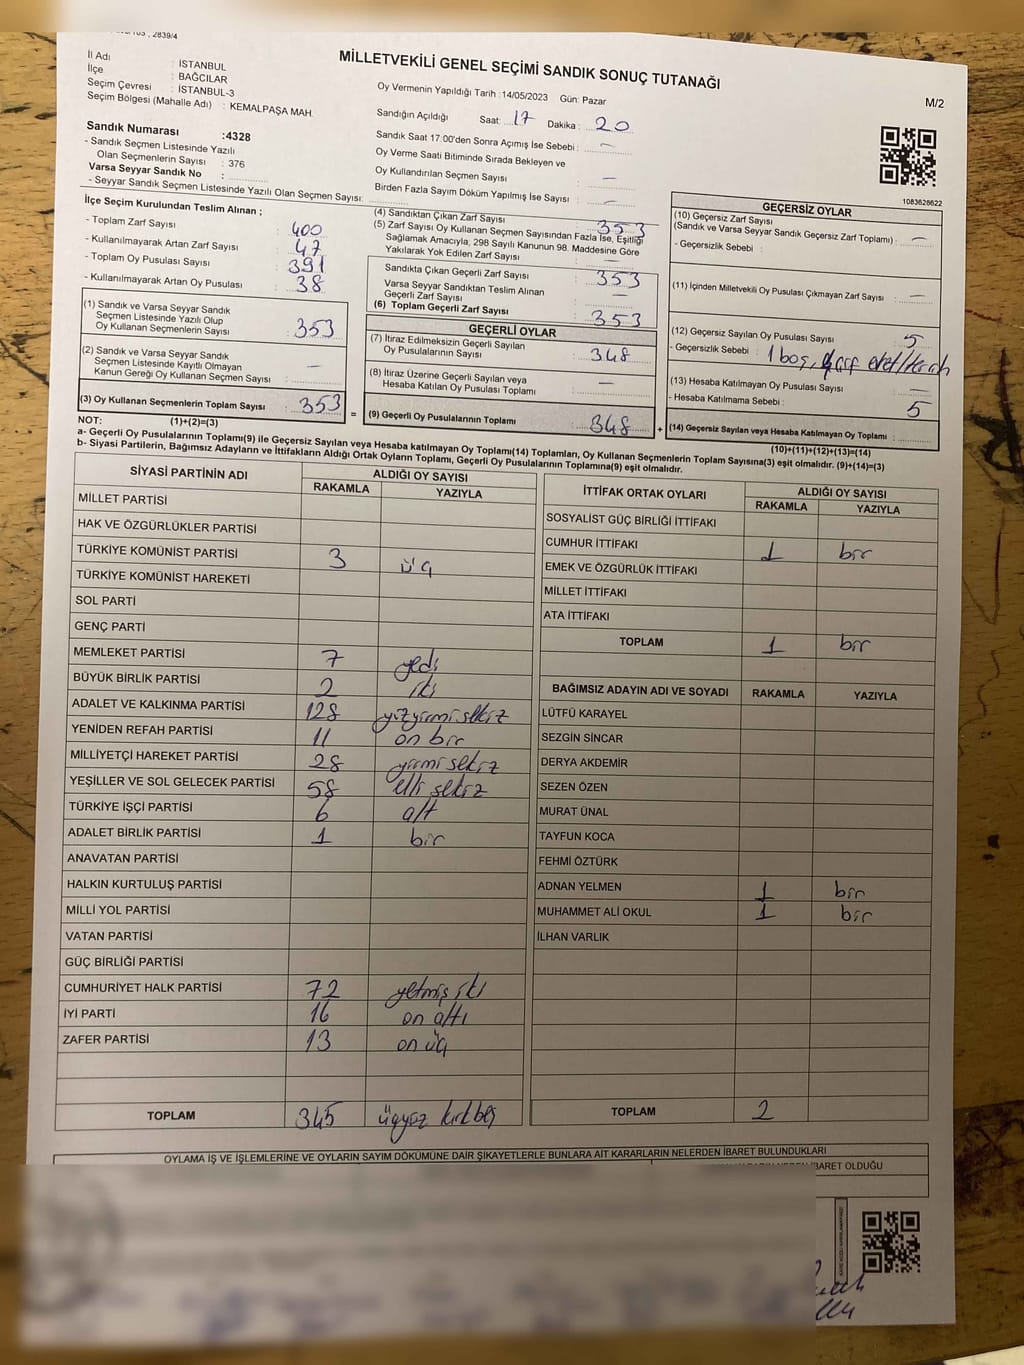 2839/4
MİLLETVEKİLİ GENEL SEÇİMİ SANDIK SONUÇ TUTANAĞI
M/2
İl Adı : İSTANBUL
İlçe : BAĞCILAR
Seçim Çevresi : İSTANBUL-3
Seçim Bölgesi (Mahalle Adı) : KEMALPAŞA MAH.
Oy Vermenin Yapıldığı Tarih :14/05/2023 Gün: Pazar
Sandığın Açıldığı Saat: 17 Dakika: 20
Sandık Saat 17:00'den Sonra Açımış İse Sebebi : –
Oy Verme Saati Bitiminde Sırada Bekleyen ve
Oy Kullandırılan Seçmen Sayısı : –
Birden Fazla Sayım Döküm Yapılmış İse Sayısı : –
Sandık Numarası :4328
- Sandık Seçmen Listesinde Yazılı
Olan Seçmenlerin Sayısı : 376
Varsa Seyyar Sandık No :
- Seyyar Sandık Seçmen Listesinde Yazılı Olan Seçmen Sayısı:
1083628622
İlçe Seçim Kurulundan Teslim Alınan ;
- Toplam Zarf Sayısı : 400
- Kullanılmayarak Artan Zarf Sayısı : 47
- Toplam Oy Pusulası Sayısı : 391
- Kullanılmayarak Artan Oy Pusulası : 38
(1) Sandık ve Varsa Seyyar Sandık
Seçmen Listesinde Yazılı Olup
Oy Kullanan Seçmenlerin Sayısı : 353
(2) Sandık ve Varsa Seyyar Sandık
Seçmen Listesinde Kayıtlı Olmayan
Kanun Gereği Oy Kullanan Seçmen Sayısı : –
(3) Oy Kullanan Seçmenlerin Toplam Sayısı : 353
(4) Sandıktan Çıkan Zarf Sayısı : 353
(5) Zarf Sayısı Oy Kullanan Seçmen Sayısından Fazla İse, Eşitliği
Sağlamak Amacıyla; 298 Sayılı Kanunun 98. Maddesine Göre
Yakılarak Yok Edilen Zarf Sayısı : –
Sandıkta Çıkan Geçerli Zarf Sayısı : 353
Varsa Seyyar Sandıktan Teslim Alınan
Geçerli Zarf Sayısı : –
(6) Toplam Geçerli Zarf Sayısı : 353
GEÇERLİ OYLAR
(7) İtiraz Edilmeksizin Geçerli Sayılan
Oy Pusulalarının Sayısı : 348
(8) İtiraz Üzerine Geçerli Sayılan veya
Hesaba Katılan Oy Pusulası Toplamı : –
= (9) Geçerli Oy Pusulalarının Toplamı : 348
GEÇERSİZ OYLAR
(10) Geçersiz Zarf Sayısı
(Sandık ve Varsa Seyyar Sandık Geçersiz Zarf Toplamı) : –
- Geçersizlik Sebebi :
(11) İçinden Milletvekili Oy Pusulası Çıkmayan Zarf Sayısı : –
(12) Geçersiz Sayılan Oy Pusulası Sayısı : 5
- Geçersizlik Sebebi : 1 boş,
(13) Hesaba Katılmayan Oy Pusulası Sayısı : –
- Hesaba Katılmama Sebebi :
5
+ (14) Geçersiz Sayılan veya Hesaba Katılmayan Oy Toplamı :
NOT: (1)+(2)=(3)
(10)+(11)+(12)+(13)=(14)
a- Geçerli Oy Pusulalarının Toplamı(9) ile Geçersiz Sayılan veya Hesaba katılmayan Oy Toplamı(14) Toplamları, Oy Kullanan Seçmenlerin Toplam Sayısına(3) eşit olmalıdır. (9)+(14)=(3)
b- Siyasi Partilerin, Bağımsız Adayların ve İttifakların Aldığı Ortak Oyların Toplamı, Geçerli Oy Pusulalarının Toplamına(9) eşit olmalıdır.
SİYASİ PARTİNİN ADI ALDIĞI OY SAYISI
RAKAMLA YAZIYLA
MİLLET PARTİSİ
HAK VE ÖZGÜRLÜKLER PARTİSİ
TÜRKİYE KOMÜNİST PARTİSİ 3 üç
TÜRKİYE KOMÜNİST HAREKETİ
SOL PARTİ
GENÇ PARTİ
MEMLEKET PARTİSİ 7 yedi
BÜYÜK BİRLİK PARTİSİ 2 iki
ADALET VE KALKINMA PARTİSİ 128 yüzyirmi sekiz
YENİDEN REFAH PARTİSİ 11 on bir
MİLLİYETÇİ HAREKET PARTİSİ 28 yirmi sekiz
YEŞİLLER VE SOL GELECEK PARTİSİ 58 elli sekiz
TÜRKİYE İŞÇİ PARTİSİ 6 altı
ADALET BİRLİK PARTİSİ 1 bir
ANAVATAN PARTİSİ
HALKIN KURTULUŞ PARTİSİ
MİLLİ YOL PARTİSİ
VATAN PARTİSİ
GÜÇ BİRLİĞİ PARTİSİ
CUMHURİYET HALK PARTİSİ 72 yetmiş iki
İYİ PARTİ 16 on altı
ZAFER PARTİSİ 13 on üç
TOPLAM 345 üçyüz kırkbeş
İTTİFAK ORTAK OYLARI ALDIĞI OY SAYISI
RAKAMLA YAZIYLA
SOSYALİST GÜÇ BİRLİĞİ İTTİFAKI
CUMHUR İTTİFAKI 1 bir
EMEK VE ÖZGÜRLÜK İTTİFAKI
MİLLET İTTİFAKI
ATA İTTİFAKI
TOPLAM 1 bir
BAĞIMSIZ ADAYIN ADI VE SOYADI RAKAMLA YAZIYLA
LÜTFÜ KARAYEL
SEZGİN SİNCAR
DERYA AKDEMİR
SEZEN ÖZEN
MURAT ÜNAL
TAYFUN KOCA
FEHMİ ÖZTÜRK
ADNAN YELMEN 1 bir
MUHAMMET ALİ OKUL 1 bir
İLHAN VARLIK
TOPLAM 2
OYLAMA İŞ VE İŞLEMLERİNE VE OYLARIN SAYIM DÖKÜMÜNE DAİR ŞİKAYETLERLE BUNLARA AİT KARARLARIN NELERDEN İBARET BULUNDUKLARI
İBARET OLDUĞU